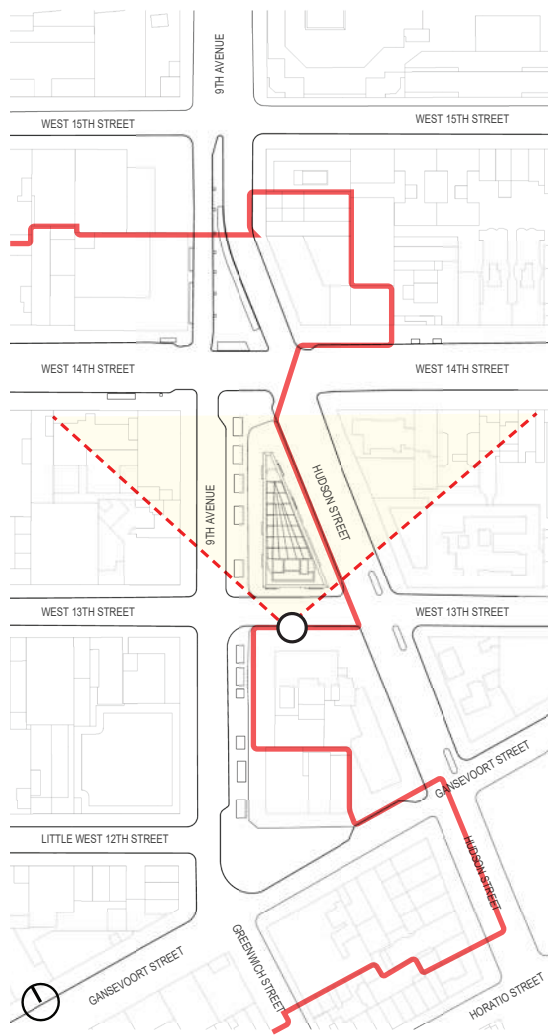 9TH AVENUE
WEST 15TH STREET
WEST 15TH STREET
WEST 14TH STREET
WEST 14TH STREET
HUDSON STREET
9TH AVENUE
WEST 13TH STREET
WEST 13TH STREET
GANSEVOORT STREET
LITTLE WEST 12TH STREET
HUDSON STREET
GREENWICH STREET
GANSEVOORT STREET
HORATIO STREET